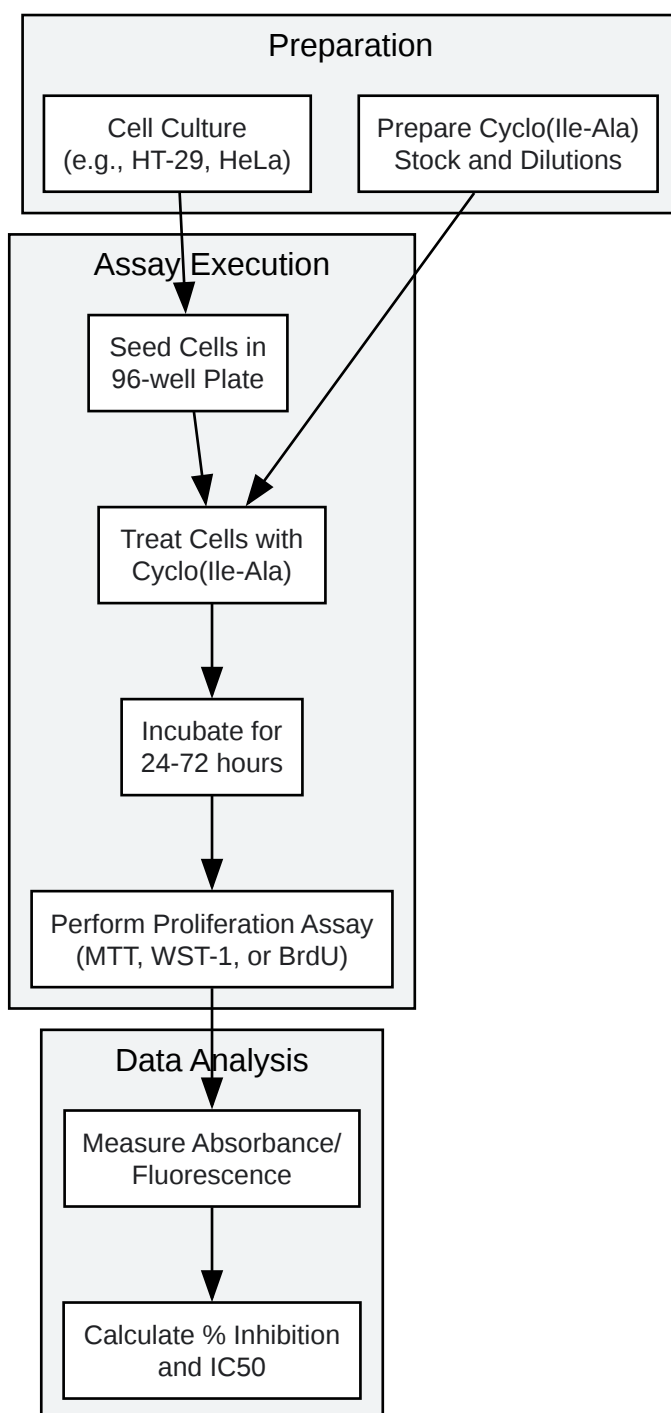 Preparation
Cell Culture
(e.g., HT-29, HeLa)
Prepare Cyclo(Ile-Ala)
Stock and Dilutions
Assay Execution
Seed Cells in
96-well Plate
Treat Cells with
Cyclo(Ile-Ala)
Incubate for
24-72 hours
Perform Proliferation Assay
(MTT, WST-1, or BrdU)
Data Analysis
Measure Absorbance/
Fluorescence
Calculate % Inhibition
and IC50